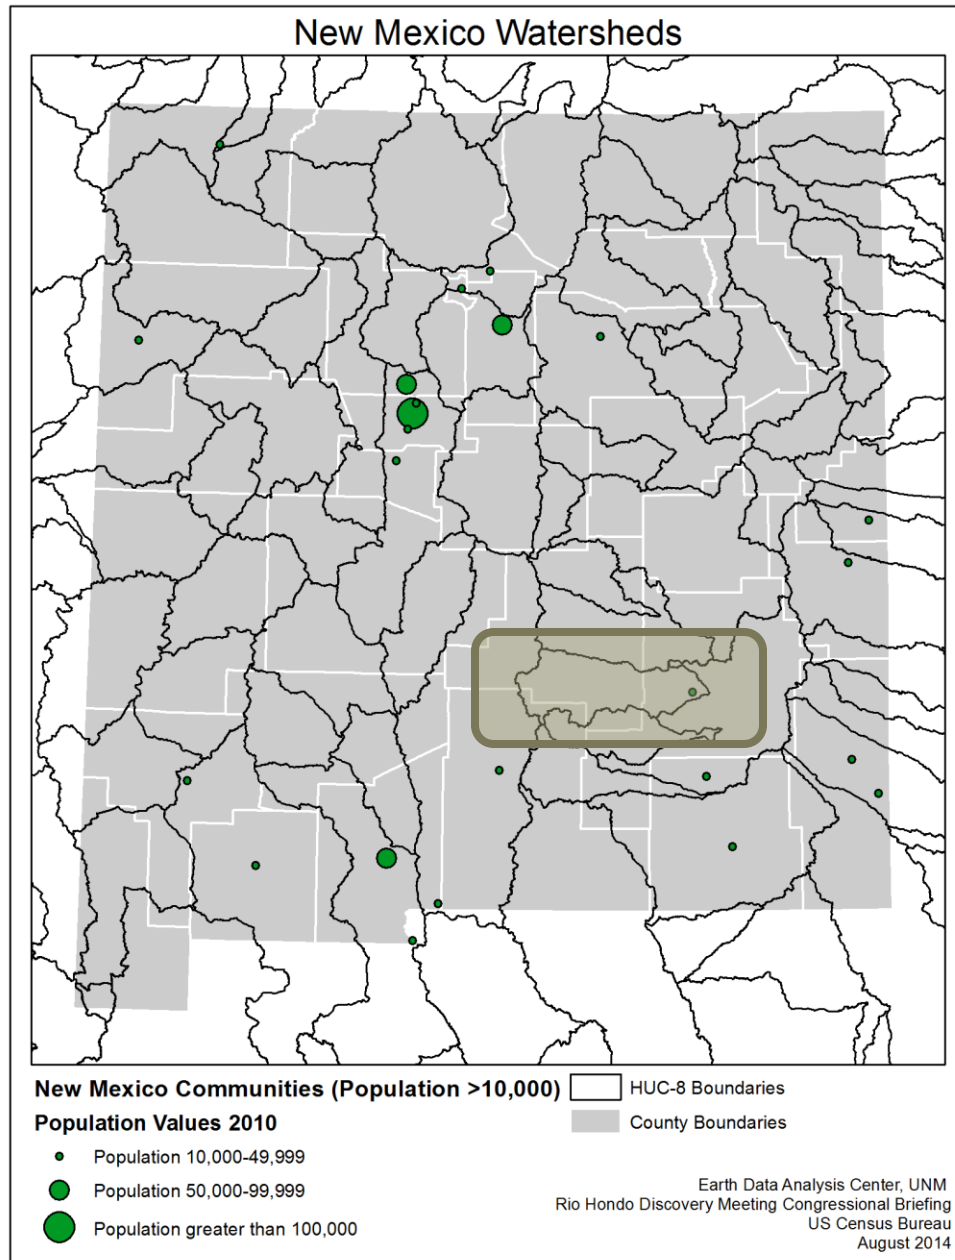 New Mexico Watersheds
New Mexico Communities (Population >10,000)
HUC-8 Boundaries
County Boundaries
Population Values 2010
Population 10,000-49,999
Population 50,000-99,999
Population greater than 100,000
Earth Data Analysis Center, UNM
Rio Hondo Discovery Meeting Congressional Briefing
US Census Bureau
August 2014